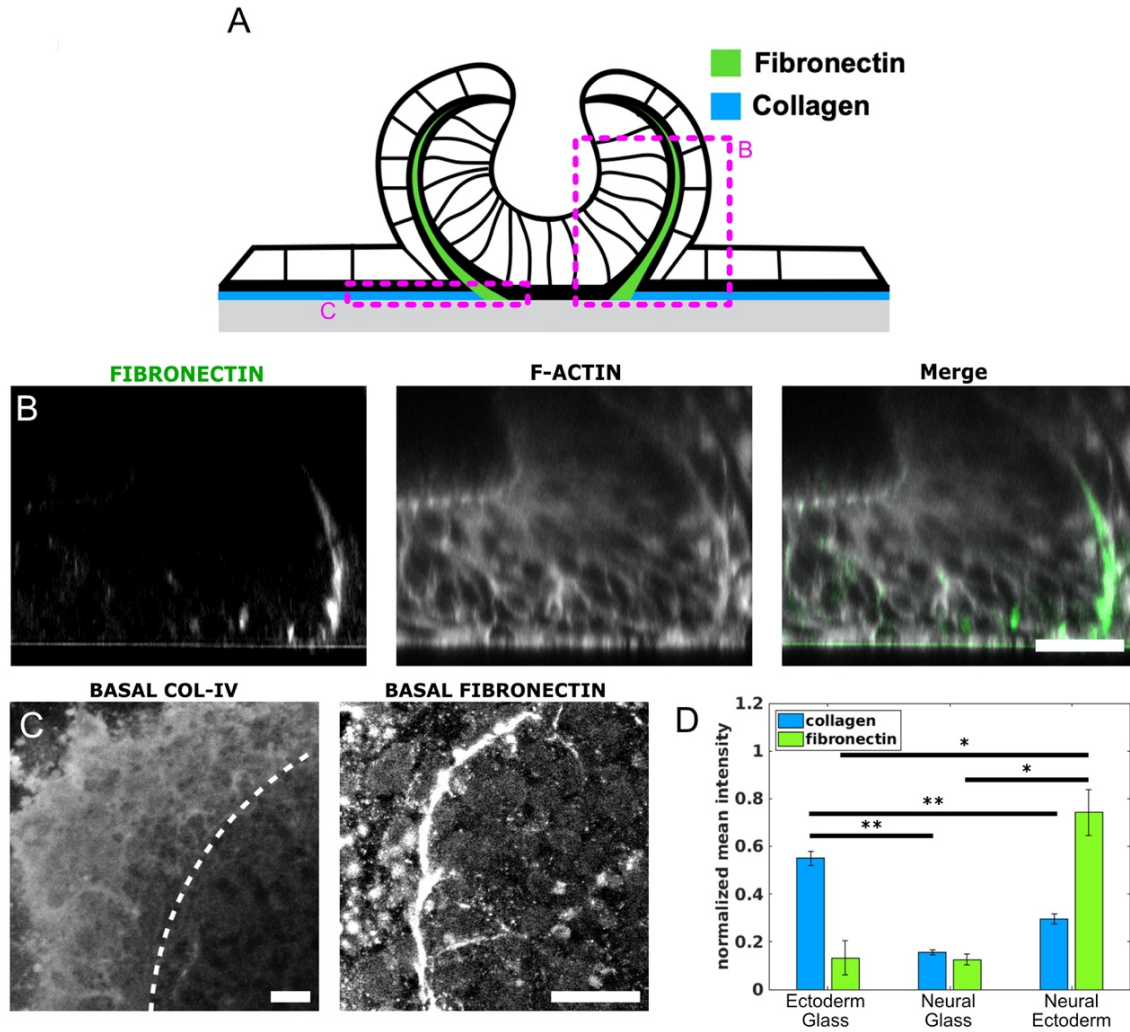 A
Fibronectin
Collagen
B
C
B
FIBRONECTIN
F-ACTIN
Merge
C
BASAL COL-IV
BASAL FIBRONECTIN
D
collagen
fibronectin
normalized mean intensity
1.2
1
0.8
0.6
0.4
0.2
0
*
*
**
**
Ectoderm Neural Neural
Glass Glass Ectoderm